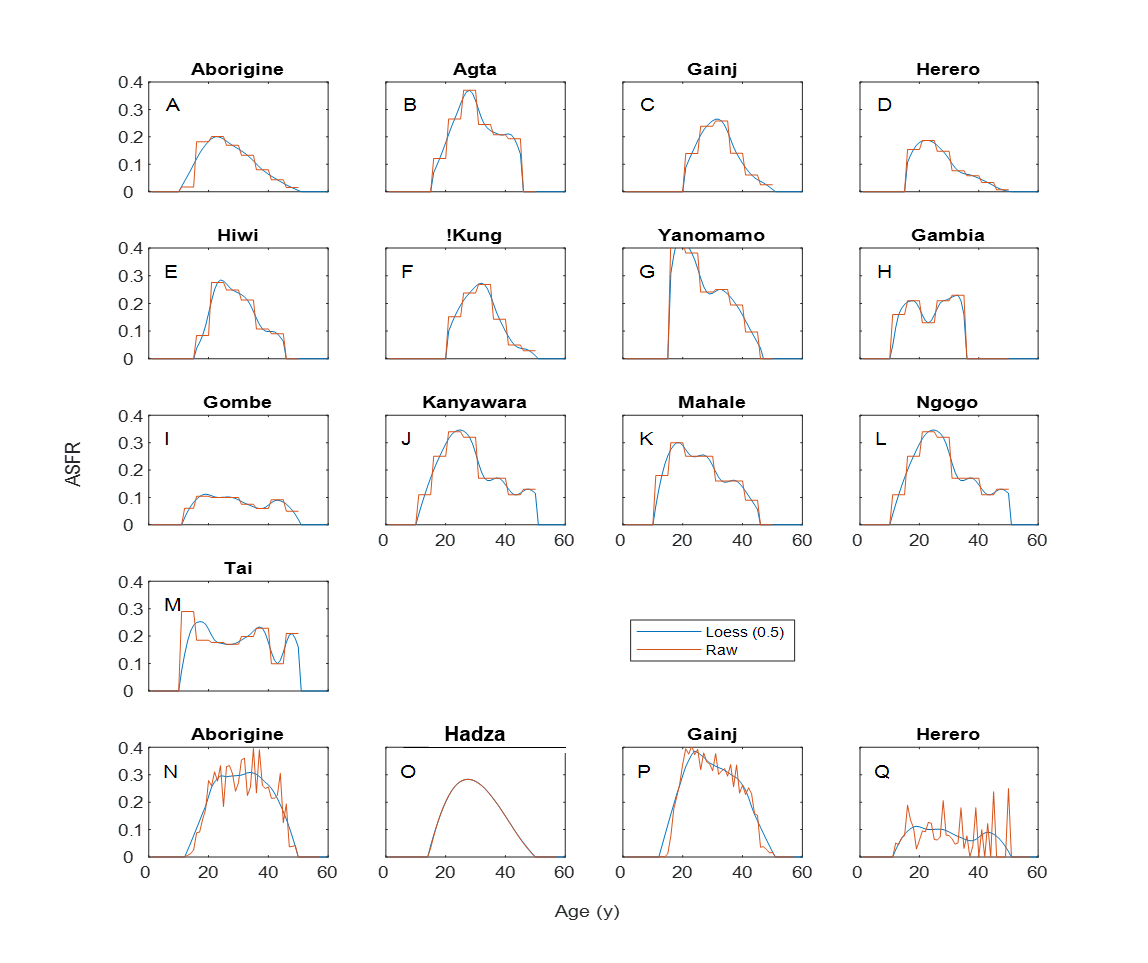 Aborigine Agta Gainj Herero
0.4
A B C D
0.3
0.2
0.1
0
Hiwi !Kung Yanomamo Gambia
0.4
E F G H
0.3
0.2
0.1
0
Gombe Kanyawara Mahale Ngogo
0.4
I J K L
0.3
ASFR
0.2
0.1
0
0 20 40 60 0 20 40 60 0 20 40 60
Tai
0.4
M
0.3
0.2
0.1
0
Loess (0.5)
Raw
Aborigine Hadza Gainj Herero
0.4
N O P Q
0.3
0.2
0.1
0
0 20 40 60 0 20 40 60 0 20 40 60 0 20 40 60
Age (y)